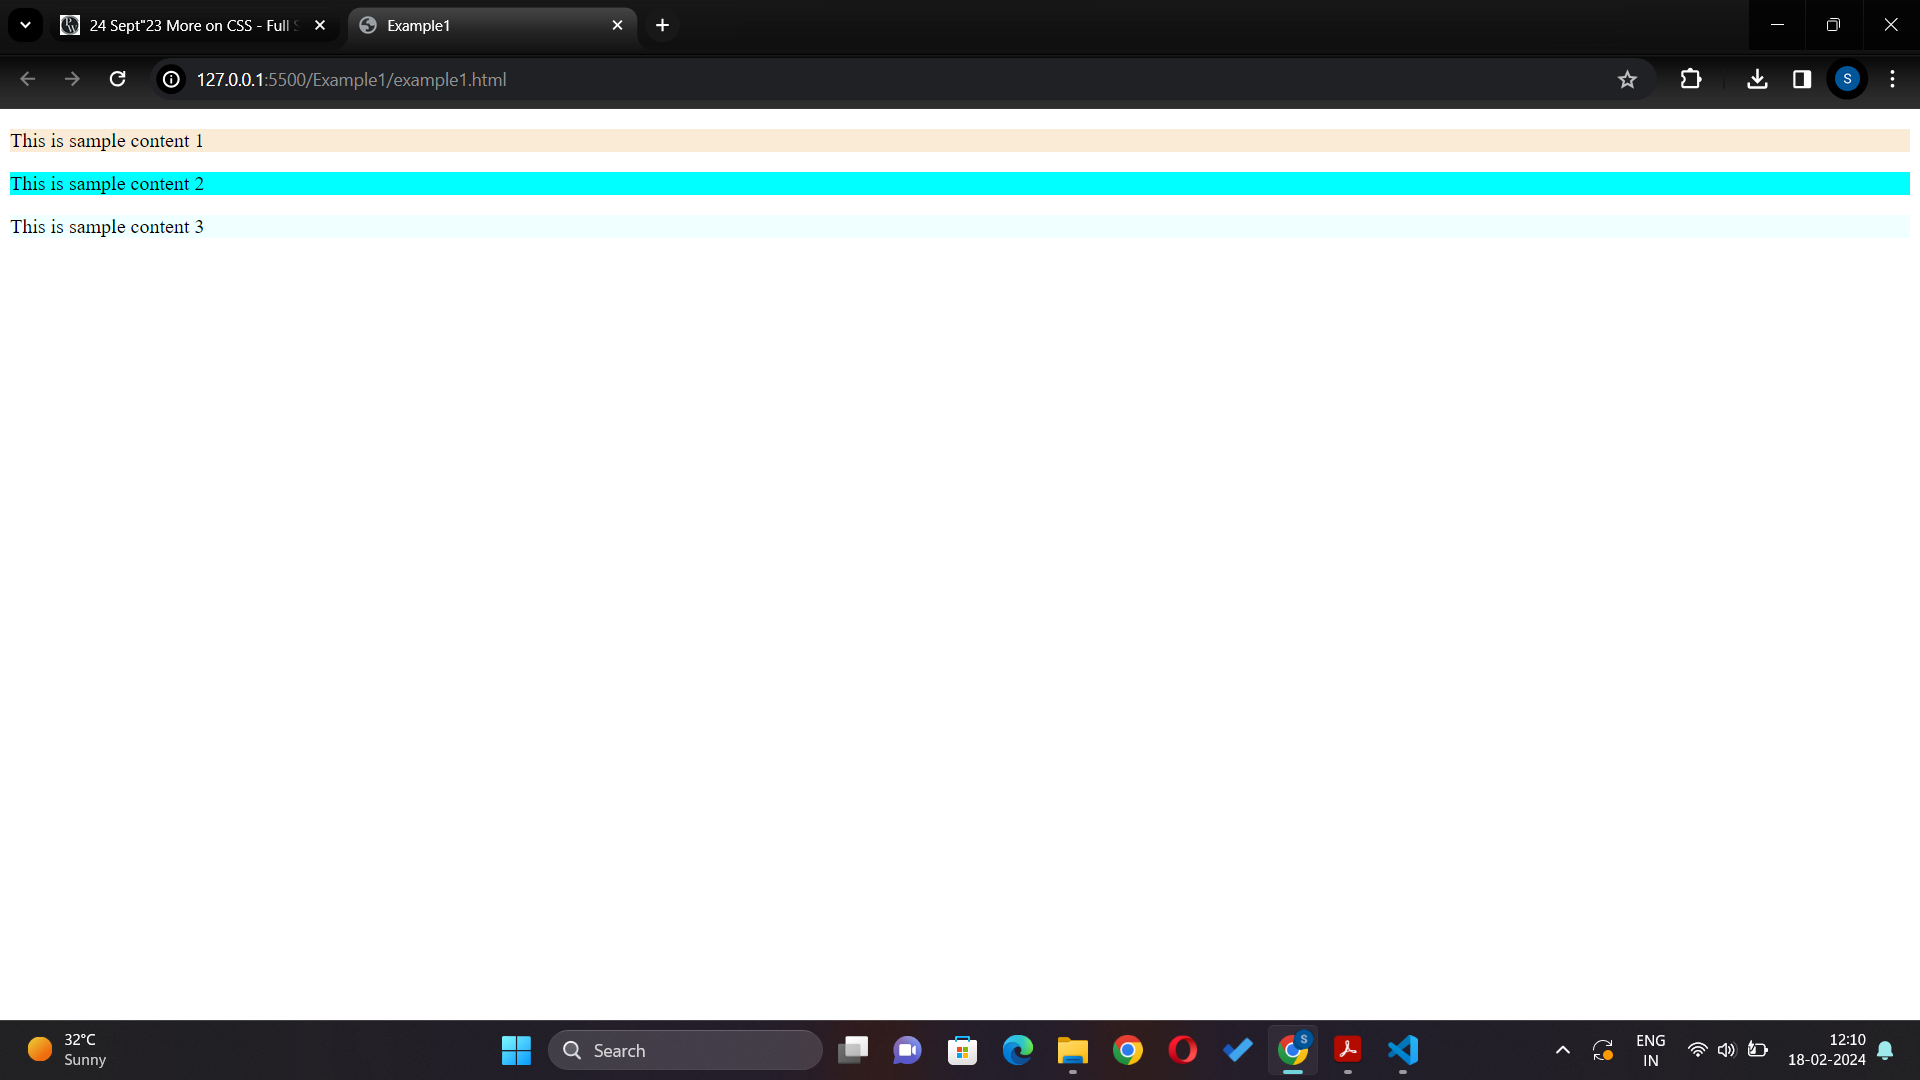 24 Sept"23 More on CSS - Full S
Example1
127.0.0.1:5500/Example1/example1.html
S
This is sample content 1
This is sample content 2
This is sample content 3
32°C
Sunny
Search
S
ENG
IN
12:10
18-02-2024